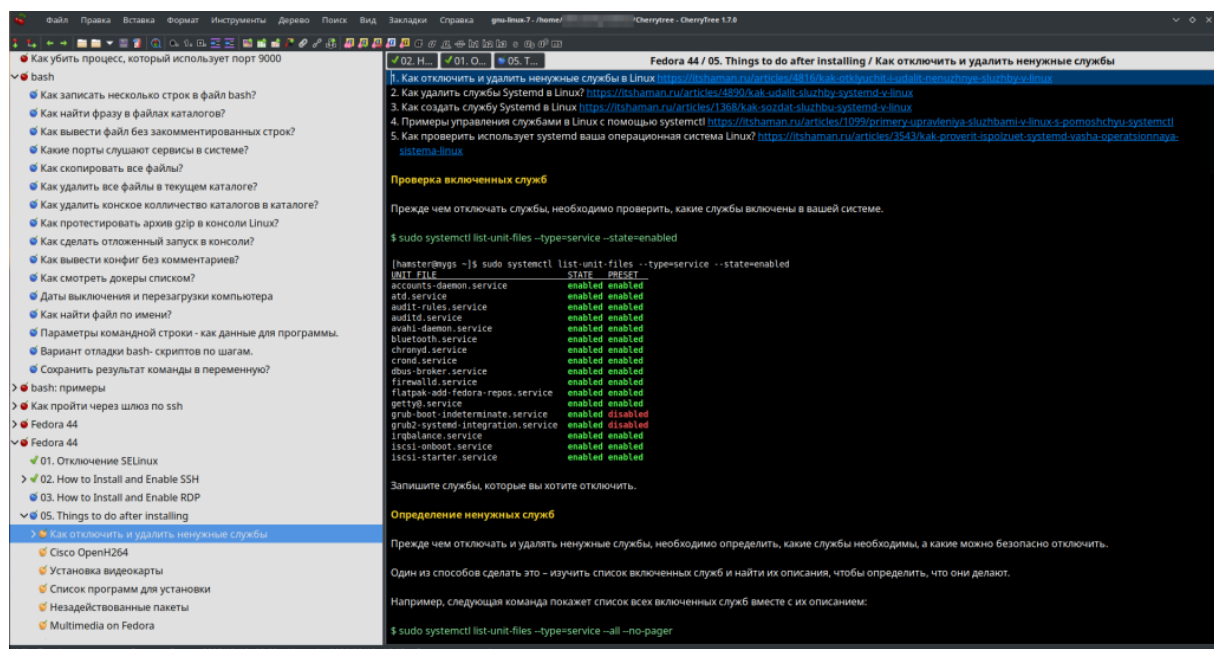 Файл Правка Вставка Формат Инструменты Дерево Поиск Вид Закладки Справка gnu-linux-7 - /home/ /Cherrytree - CherryTree 1.7.0
Как убить процесс, который использует порт 9000
bash
Как записать несколько строк в файл bash?
Как найти фразу в файлах каталогов?
Как вывести файл без закомментированных строк?
Какие порты слушают сервисы в системе?
Как скопировать все файлы?
Как удалить все файлы в текущем каталоге?
Как удалить конское колличество каталогов в каталоге?
Как протестировать архив gzip в консоли Linux?
Как сделать отложенный запуск в консоли?
Как вывести конфиг без комментариев?
Как смотреть докеры списком?
Даты выключения и перезагрузки компьютера
Как найти файл по имени?
Параметры командной строки - как данные для программы.
Вариант отладки bash- скриптов по шагам.
Сохранить результат команды в переменную?
bash: примеры
Как пройти через шлюз по ssh
Fedora 44
Fedora 44
01. Отключение SELinux
02. How to Install and Enable SSH
03. How to Install and Enable RDP
05. Things to do after installing
Как отключить и удалить ненужные службы
Cisco OpenH264
Установка видеокарты
Список программ для установки
Незадействованные пакеты
Multimedia on Fedora
02. H... 01. O... 05. T... Fedora 44 / 05. Things to do after installing / Как отключить и удалить ненужные службы
1. Как отключить и удалить ненужные службы в Linux https://itshaman.ru/articles/4816/kak-otklyuchit-i-udalit-nenuzhnye-sluzhby-v-linux
2. Как удалить службы Systemd в Linux? https://itshaman.ru/articles/4890/kak-udalit-sluzhby-systemd-v-linux
3. Как создать службу Systemd в Linux https://itshaman.ru/articles/1368/kak-sozdat-sluzhbu-systemd-v-linux
4. Примеры управления службами в Linux с помощью systemctl https://itshaman.ru/articles/1099/primery-upravleniya-sluzhbami-v-linux-s-pomoshchyu-systemctl
5. Как проверить использует systemd ваша операционная система Linux? https://itshaman.ru/articles/3543/kak-proverit-ispolzuet-systemd-vasha-operatsionnaya-
sistema-linux
Проверка включенных служб
Прежде чем отключать службы, необходимо проверить, какие службы включены в вашей системе.
$ sudo systemctl list-unit-files --type=service --state=enabled
[hamster@mygs ~]$ sudo systemctl list-unit-files --type=service --state=enabled
UNIT FILE STATE PRESET
accounts-daemon.service enabled enabled
atd.service enabled enabled
audit-rules.service enabled enabled
auditd.service enabled enabled
avahi-daemon.service enabled enabled
bluetooth.service enabled enabled
chronyd.service enabled enabled
crond.service enabled enabled
dbus-broker.service enabled enabled
firewalld.service enabled enabled
flatpak-add-fedora-repos.service enabled enabled
getty@.service enabled enabled
grub-boot-indeterminate.service enabled disabled
grub2-systemd-integration.service enabled disabled
irqbalance.service enabled enabled
iscsi-onboot.service enabled enabled
iscsi-starter.service enabled enabled
Запишите службы, которые вы хотите отключить.
Определение ненужных служб
Прежде чем отключать и удалять ненужные службы, необходимо определить, какие службы необходимы, а какие можно безопасно отключить.
Один из способов сделать это – изучить список включенных служб и найти их описания, чтобы определить, что они делают.
Например, следующая команда покажет список всех включенных служб вместе с их описанием:
$ sudo systemctl list-unit-files --type=service --all --no-pager